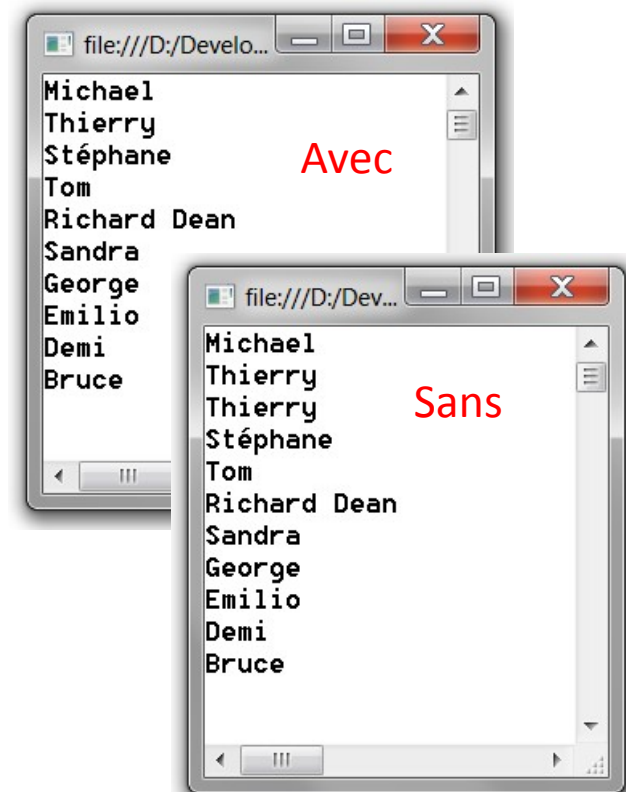 file:///D:/Develo...
Michael
Thierry
Stéphane
Tom
Richard Dean
Sandra
George
Emilio
Demi
Bruce
Avec
file:///D:/Dev...
Michael
Thierry
Thierry
Stéphane
Tom
Richard Dean
Sandra
George
Emilio
Demi
Bruce
Sans